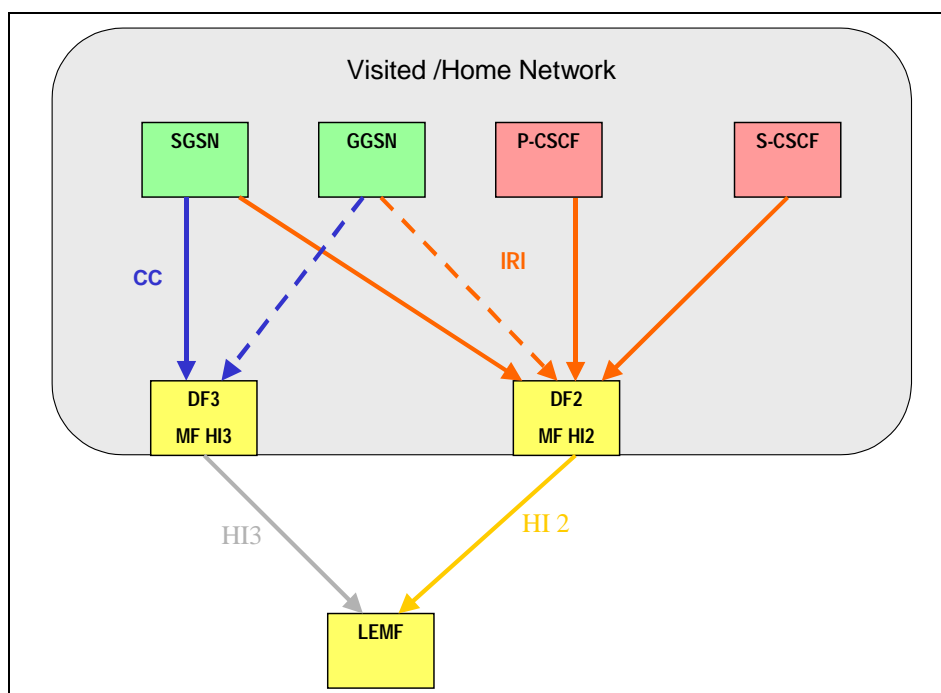 Visited /Home Network
SGSN
GGSN
P-CSCF
S-CSCF
CC
IRI
DF3
MF HI3
DF2
MF HI2
HI3
HI 2
LEMF